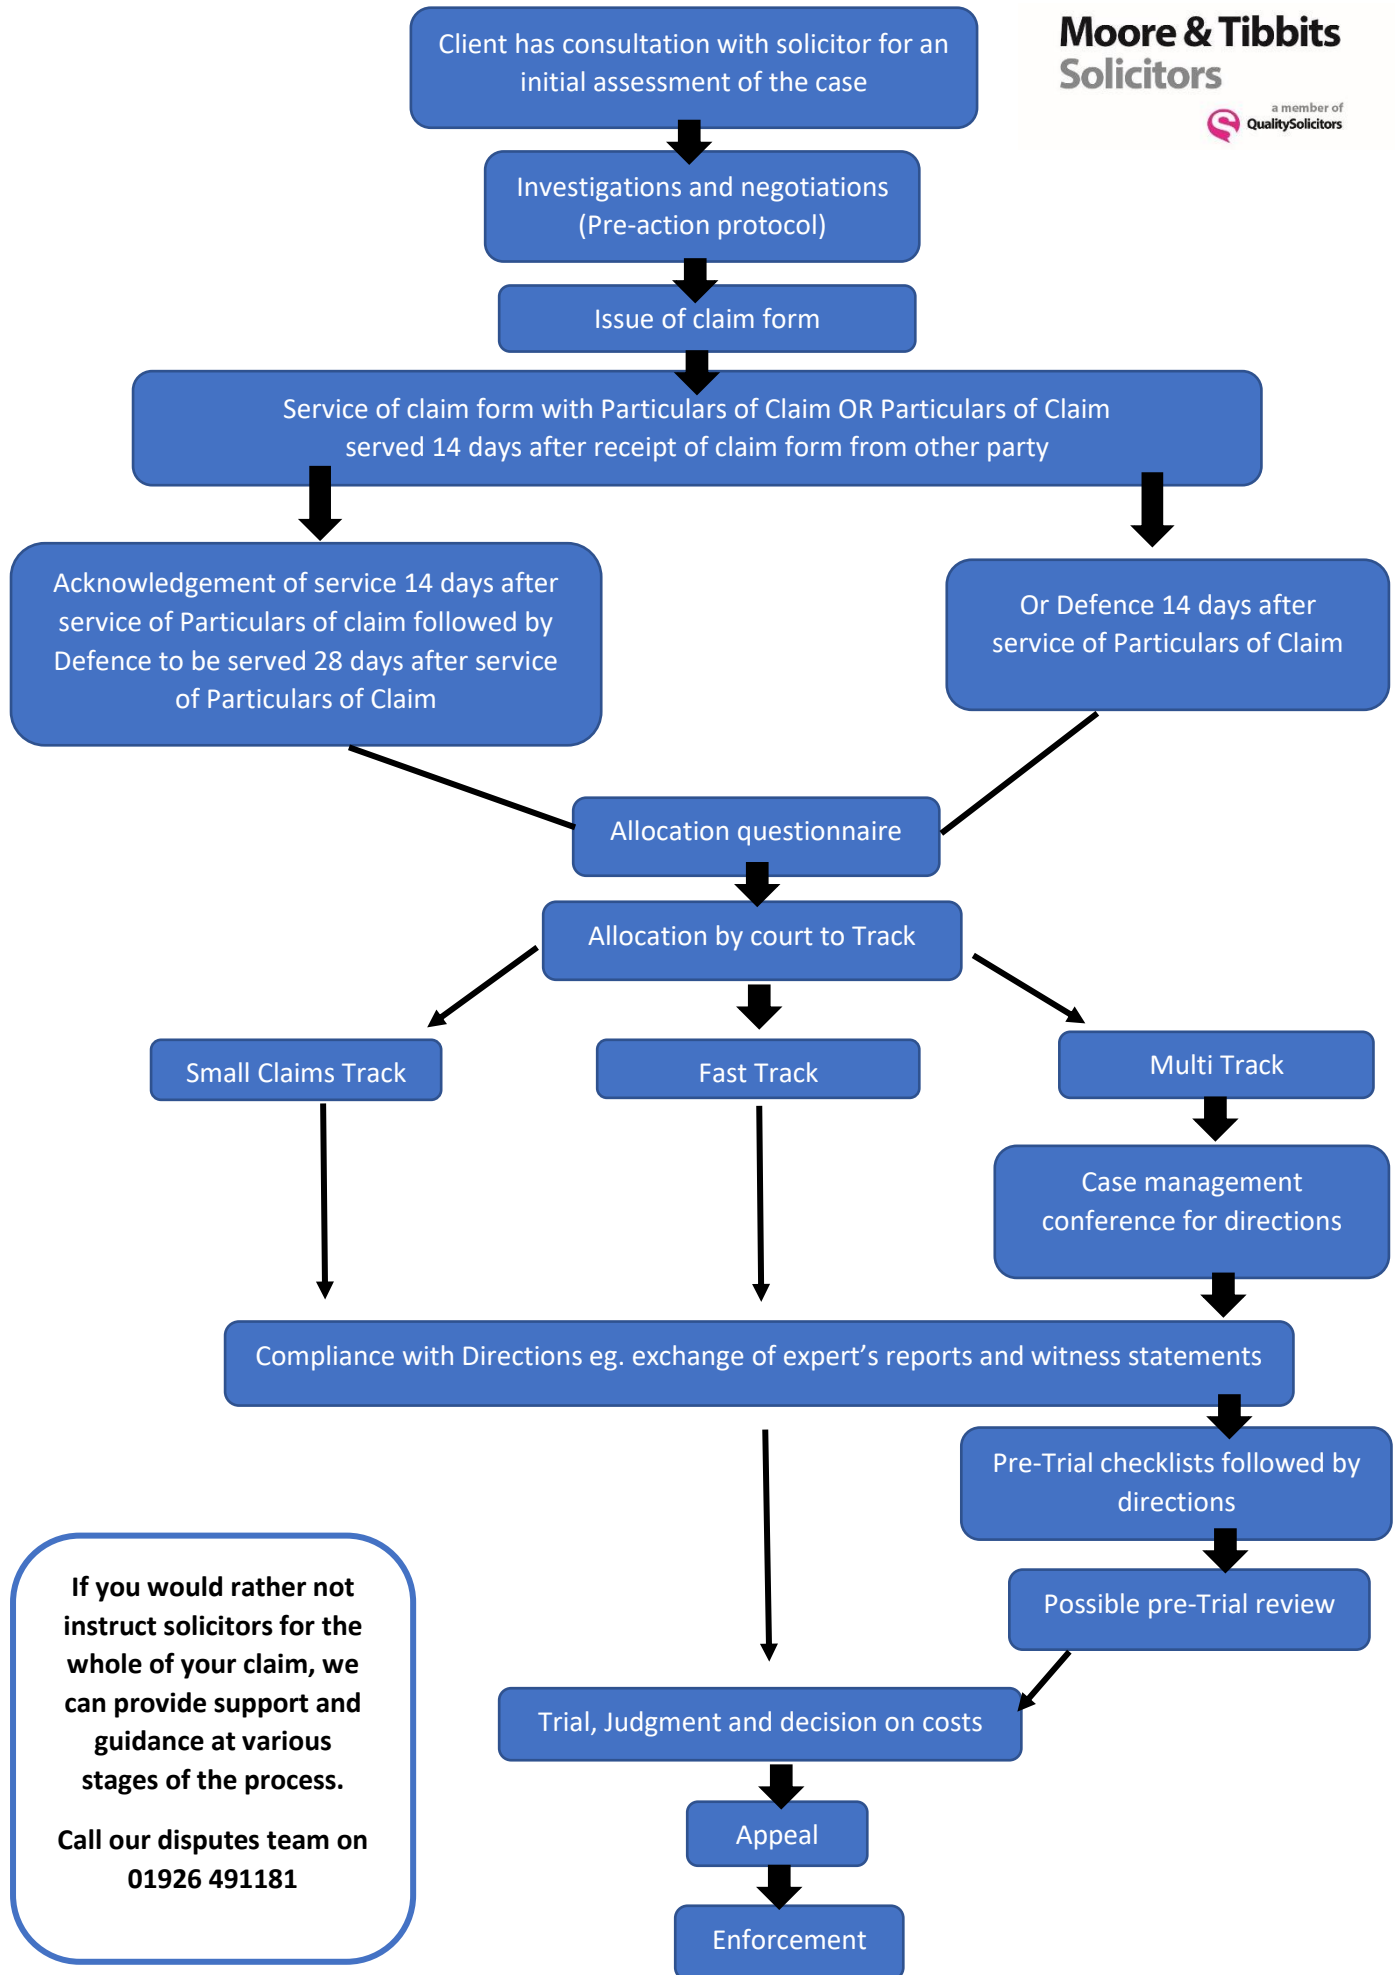 Moore & Tibbits
Solicitors
a member of
QualitySolicitors
Client has consultation with solicitor for an
initial assessment of the case
Investigations and negotiations
(Pre-action protocol)
Issue of claim form
Service of claim form with Particulars of Claim OR Particulars of Claim
served 14 days after receipt of claim form from other party
Acknowledgement of service 14 days after
service of Particulars of claim followed by
Defence to be served 28 days after service
of Particulars of Claim
Or Defence 14 days after
service of Particulars of Claim
Allocation questionnaire
Allocation by court to Track
Small Claims Track
Fast Track
Multi Track
Case management
conference for directions
Compliance with Directions eg. exchange of expert’s reports and witness statements
Pre-Trial checklists followed by
directions
Possible pre-Trial review
Trial, Judgment and decision on costs
Appeal
Enforcement
If you would rather not
instruct solicitors for the
whole of your claim, we
can provide support and
guidance at various
stages of the process.
Call our disputes team on
01926 491181